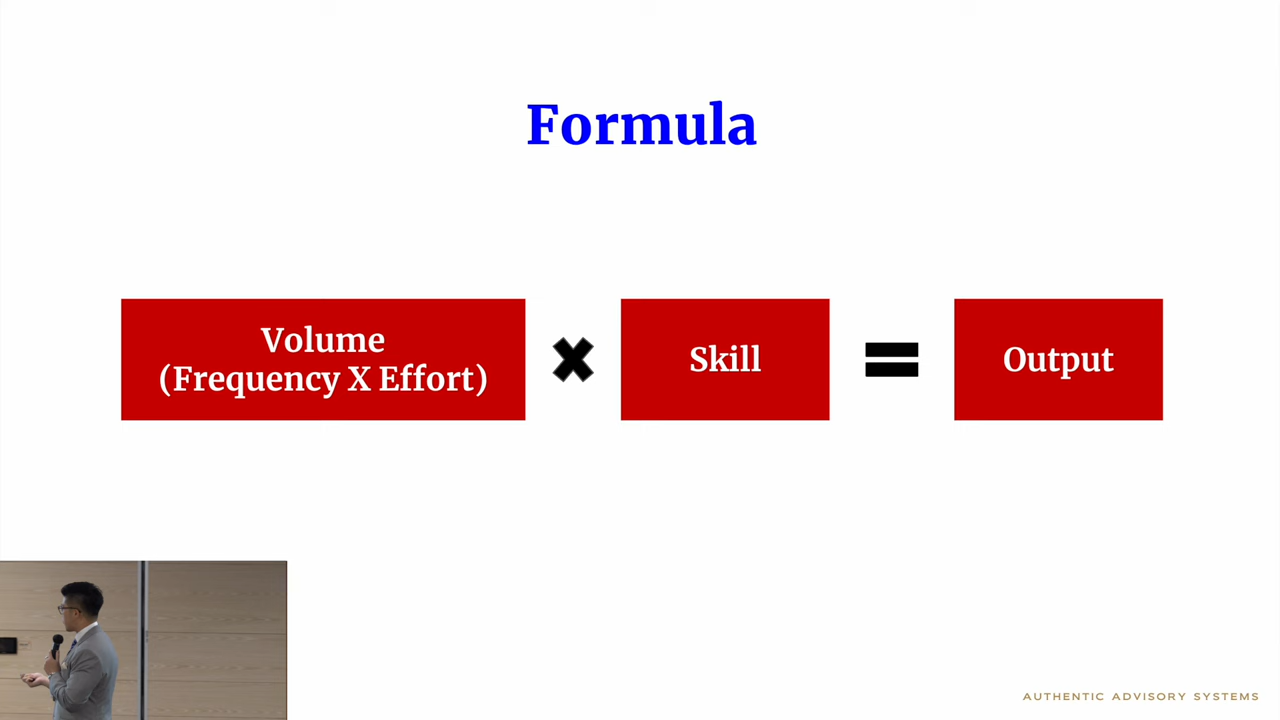 Formula
Volume
(Frequency X Effort)
Skill
Output
AUTHENTIC ADVISORY SYSTEMS